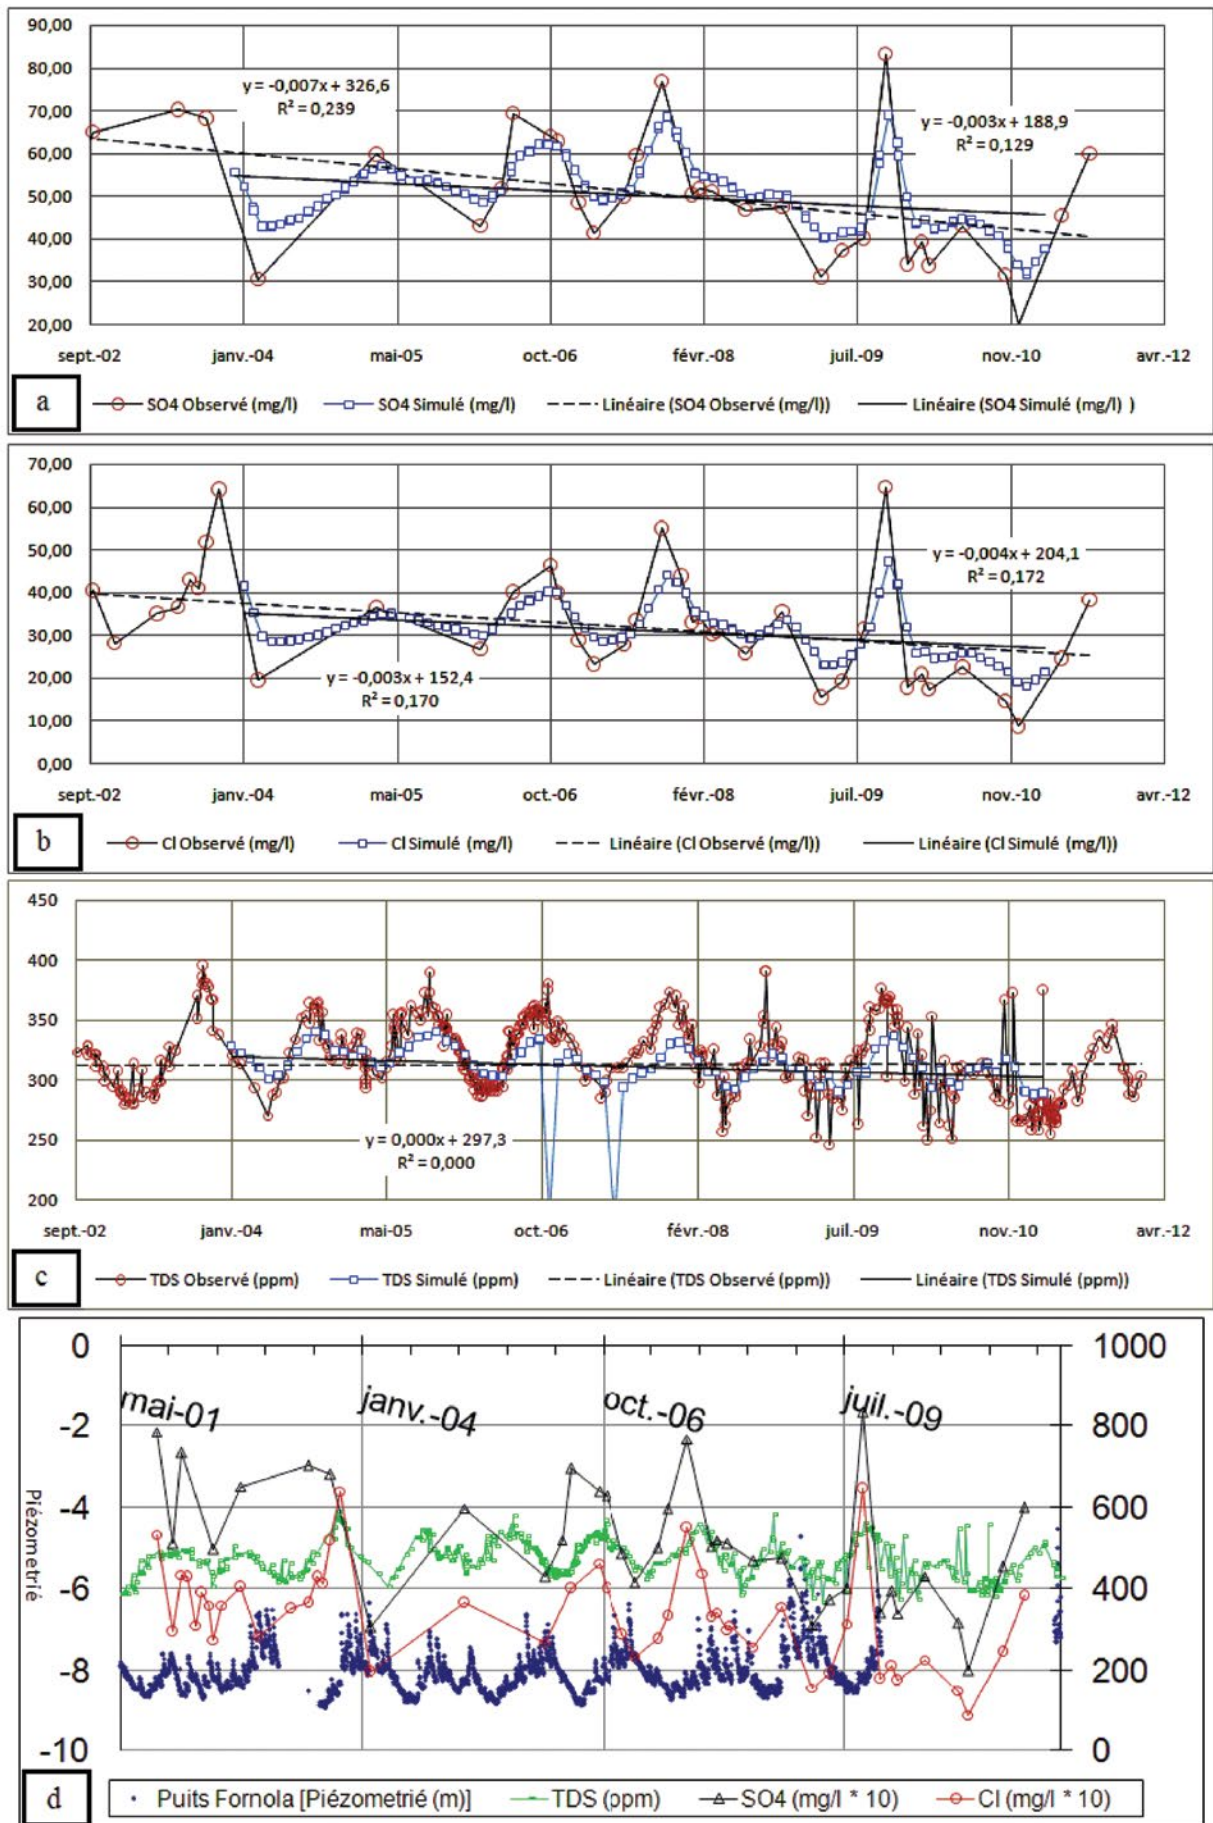 90,00
80,00
70,00
60,00
50,00
40,00
30,00
20,00
y = -0,007x + 326,6
R² = 0,239
y = -0,003x + 188,9
R² = 0,129
sept.-02 janv.-04 mai-05 oct.-06 févr.-08 juil.-09 nov.-10 avr.-12
a
SO4 Observé (mg/l) SO4 Simulé (mg/l) Linéaire (SO4 Observé (mg/l)) Linéaire (SO4 Simulé (mg/l) )
70,00
60,00
50,00
40,00
30,00
20,00
10,00
0,00
y = -0,004x + 204,1
R² = 0,172
y = -0,003x + 152,4
R² = 0,170
sept.-02 janv.-04 mai-05 oct.-06 févr.-08 juil.-09 nov.-10 avr.-12
b
Cl Observé (mg/l) Cl Simulé (mg/l) Linéaire (Cl Observé (mg/l)) Linéaire (Cl Simulé (mg/l))
450
400
350
300
250
200
y = 0,000x + 297,3
R² = 0,000
sept.-02 janv.-04 mai-05 oct.-06 févr.-08 juil.-09 nov.-10 avr.-12
c
TDS Observé (ppm) TDS Simulé (ppm) Linéaire (TDS Observé (ppm)) Linéaire (TDS Simulé (ppm))
0 1000
mai-01 janv.-04 oct.-06 juil.-09
-2 800
-4 600
Piézometrié
-6 400
-8 200
-10 0
d
Puits Fornola [Piézometrié (m)] TDS (ppm) SO4 (mg/l * 10) Cl (mg/l * 10)